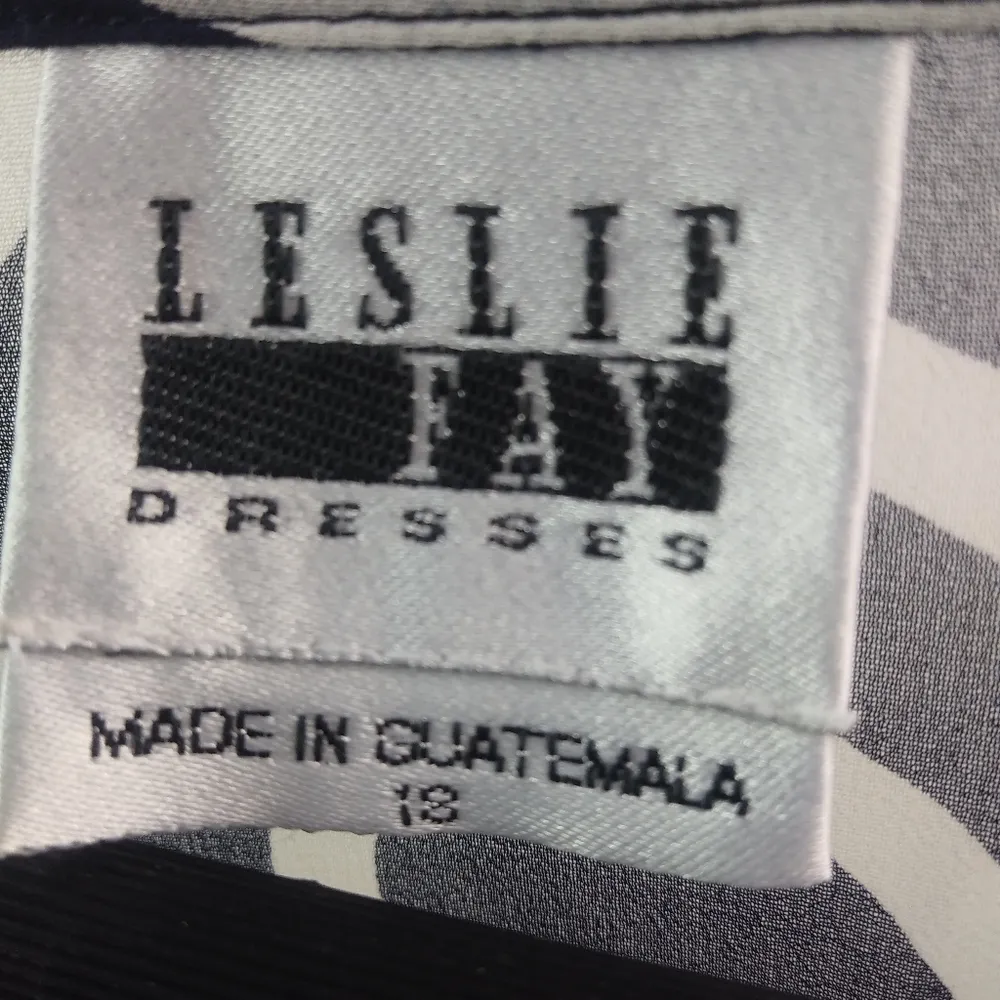 LESLIE
FAY
DRESSES
MADE IN GUATEMALA
18